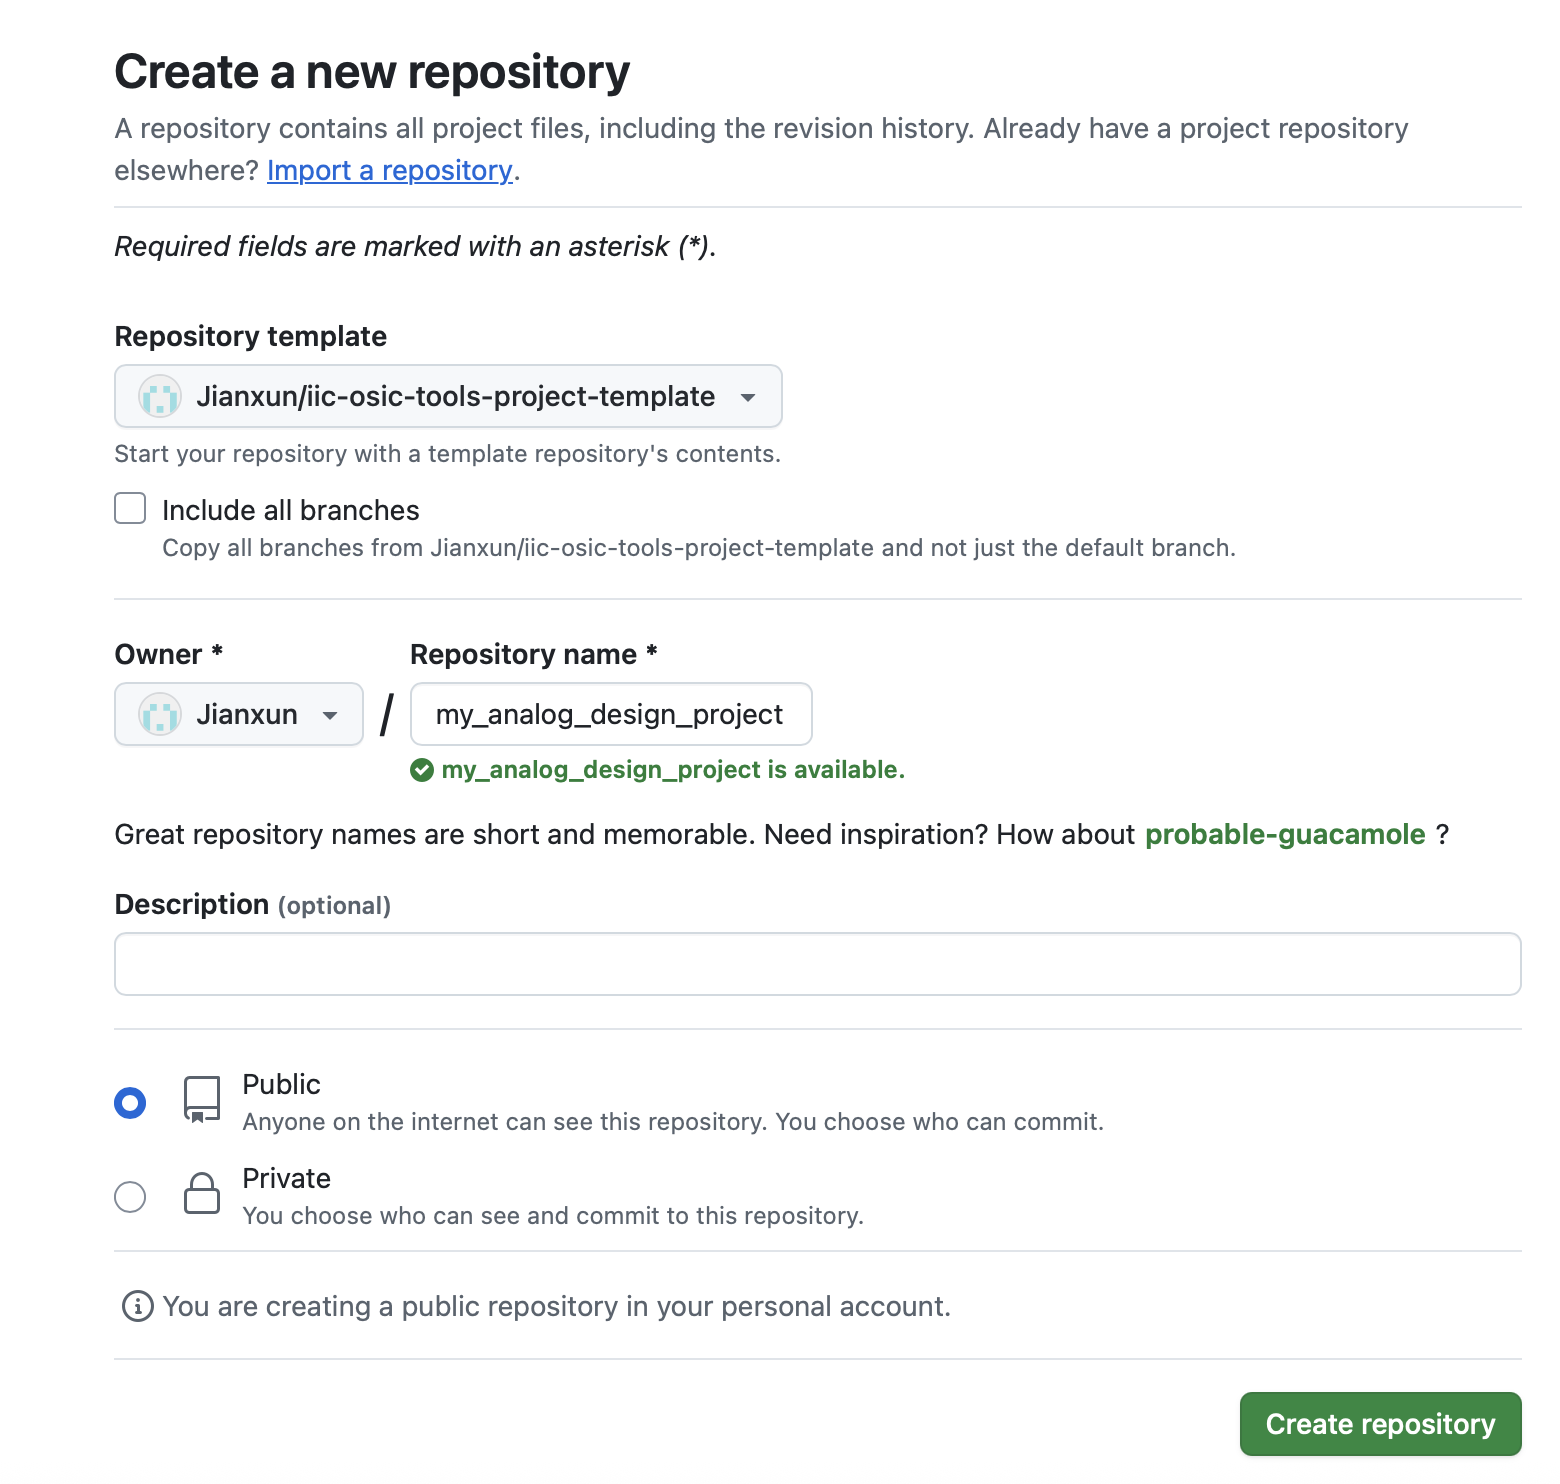 Create a new repository
A repository contains all project files, including the revision history. Already have a project repository
elsewhere? Import a repository.
Required fields are marked with an asterisk (*).
Repository template
Jianxun/iic-osic-tools-project-template
Start your repository with a template repository's contents.
Include all branches
Copy all branches from Jianxun/iic-osic-tools-project-template and not just the default branch.
Owner * Repository name *
Jianxun / my_analog_design_project
my_analog_design_project is available.
Great repository names are short and memorable. Need inspiration? How about probable-guacamole ?
Description (optional)
Public
Anyone on the internet can see this repository. You choose who can commit.
Private
You choose who can see and commit to this repository.
You are creating a public repository in your personal account.
Create repository